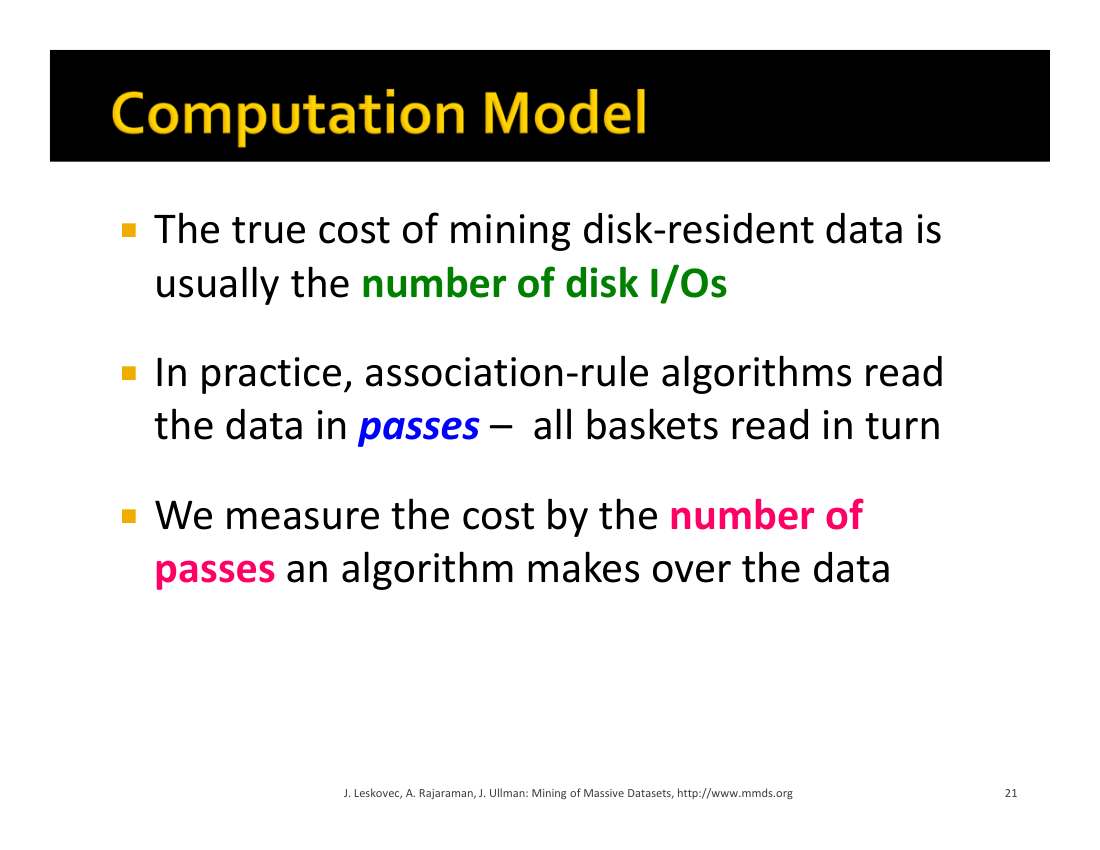 Computation Model
The true cost of mining disk-resident data is
usually the number of disk I/Os
In practice, association-rule algorithms read
the data in passes – all baskets read in turn
We measure the cost by the number of
passes an algorithm makes over the data
J. Leskovec, A. Rajaraman, J. Ullman: Mining of Massive Datasets, http://www.mmds.org
21